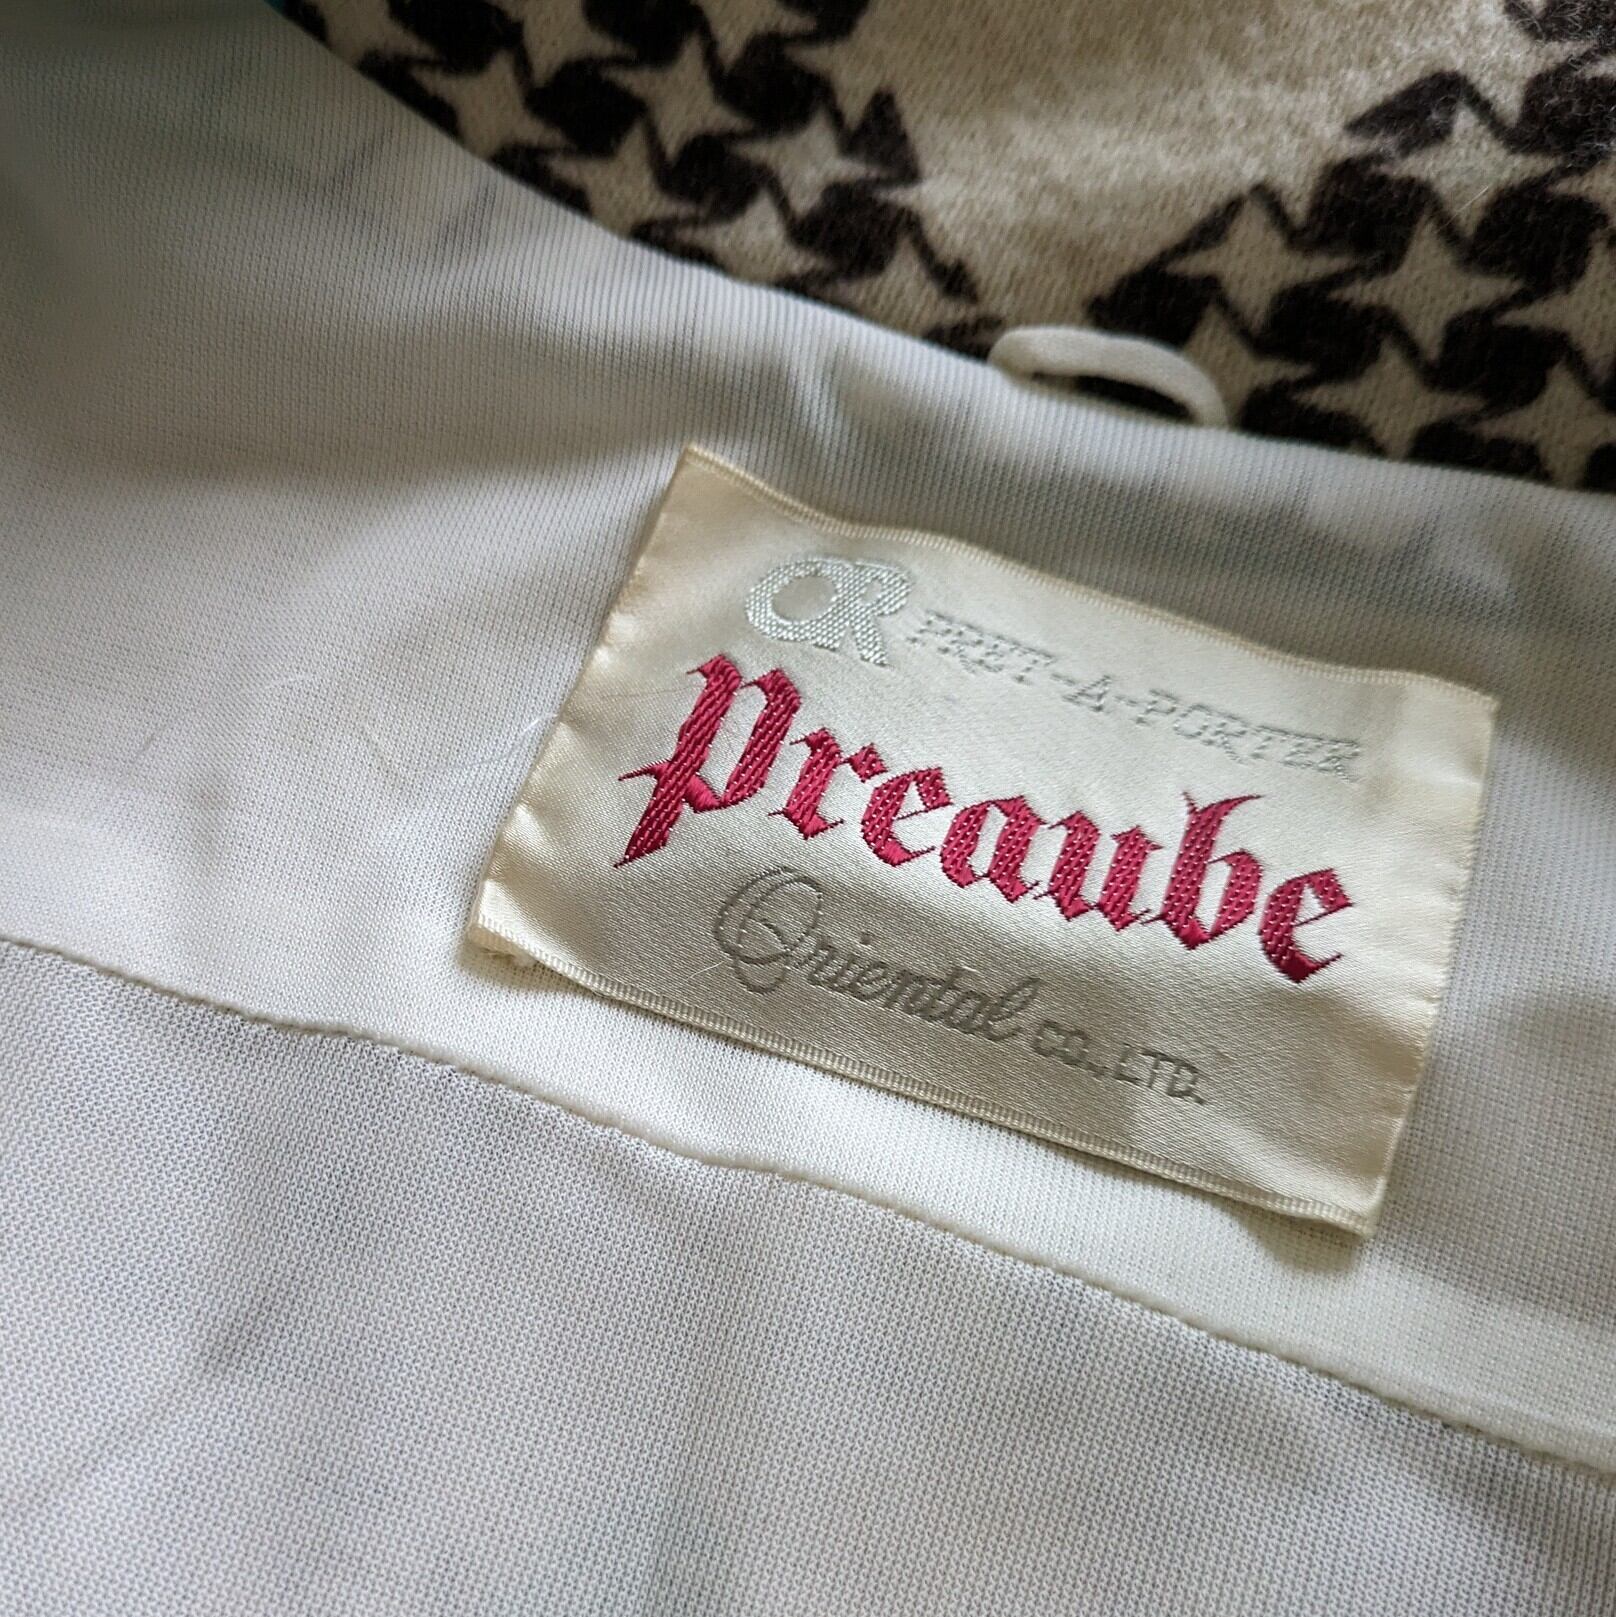 OR PRET-A-PORTER
Preaube
Oriental CO., LTD.